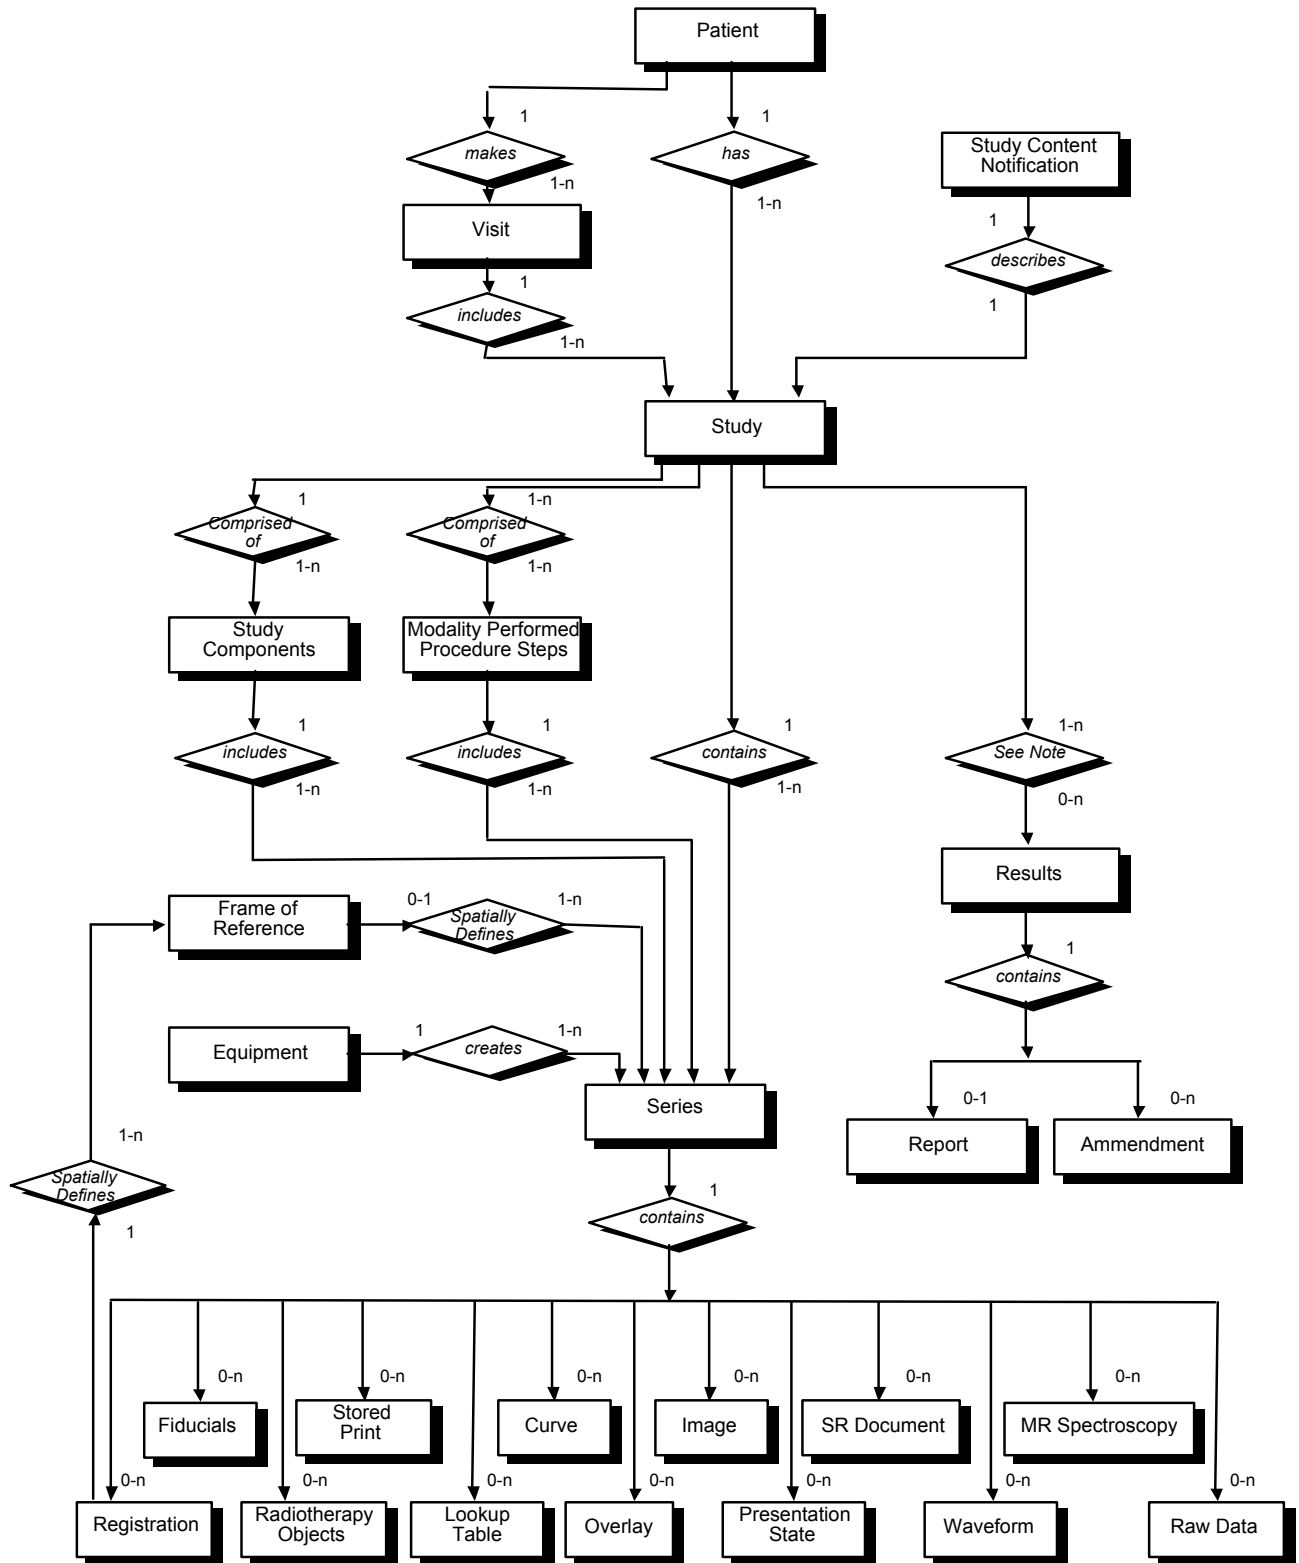 Patient
1
1
makes
has
Study Content
Notification
1-n
1-n
Visit
1
describes
1
1
includes
1-n
Study
1
1-n
Comprised
of
Comprised
of
1-n
1-n
Study
Components
Modality Performed
Procedure Steps
1
1
1
1-n
includes
includes
contains
See Note
1-n
1-n
1-n
0-n
Results
Frame of
Reference
0-1
Spatially
Defines
1-n
1
contains
Equipment
1
creates
1-n
Series
0-1
0-n
Report
Ammendment
1-n
Spatially
Defines
1
1
contains
0-n
0-n
0-n
0-n
0-n
0-n
Fiducials
Stored
Print
Curve
Image
SR Document
MR Spectroscopy
0-n
0-n
0-n
0-n
0-n
0-n
0-n
Registration
Radiotherapy
Objects
Lookup
Table
Overlay
Presentation
State
Waveform
Raw Data